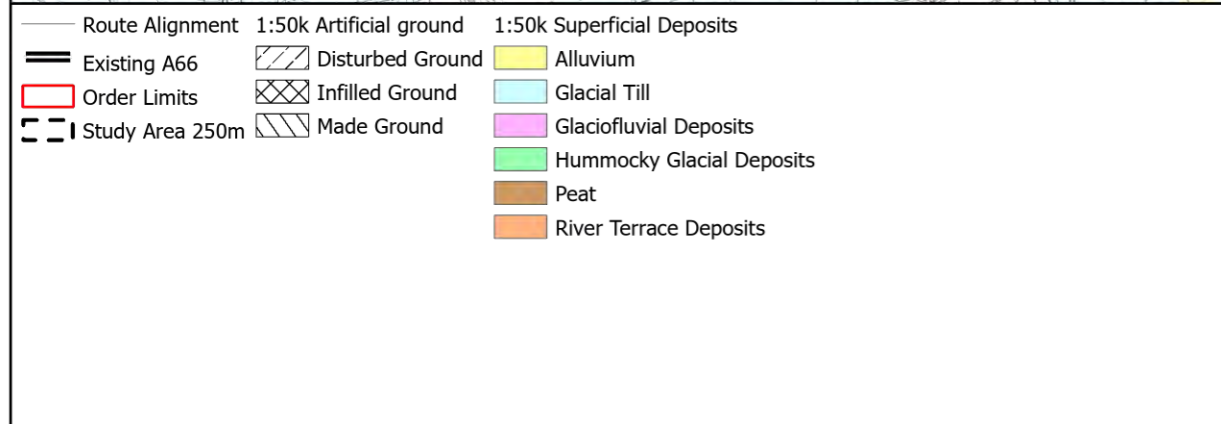 Route Alignment
Existing A66
Order Limits
Study Area 250m
1:50k Artificial ground
Disturbed Ground
Infilled Ground
Made Ground
1:50k Superficial Deposits
Alluvium
Glacial Till
Glaciofluvial Deposits
Hummocky Glacial Deposits
Peat
River Terrace Deposits